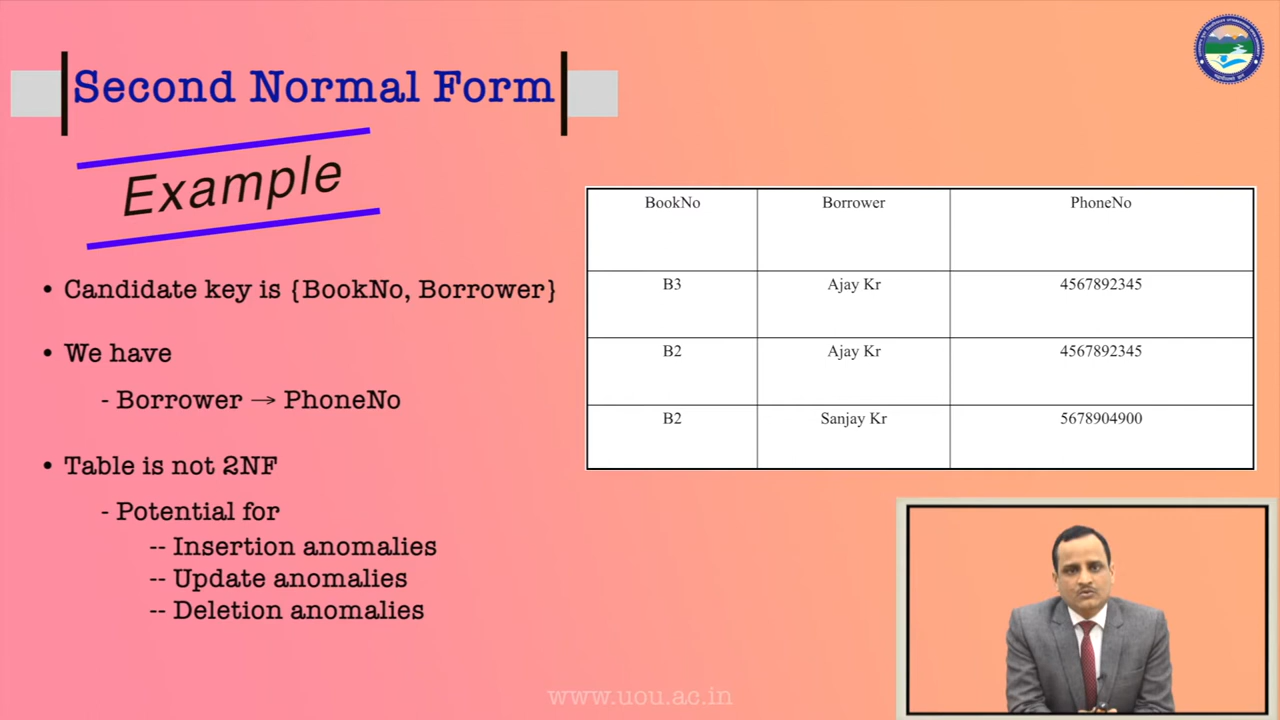 Second Normal Form
Example
• Candidate key is {BookNo, Borrower}
• We have
- Borrower → PhoneNo
• Table is not 2NF
- Potential for
-- Insertion anomalies
-- Update anomalies
-- Deletion anomalies
BookNo Borrower PhoneNo
B3 Ajay Kr 4567892345
B2 Ajay Kr 4567892345
B2 Sanjay Kr 5678904900
www.uou.ac.in